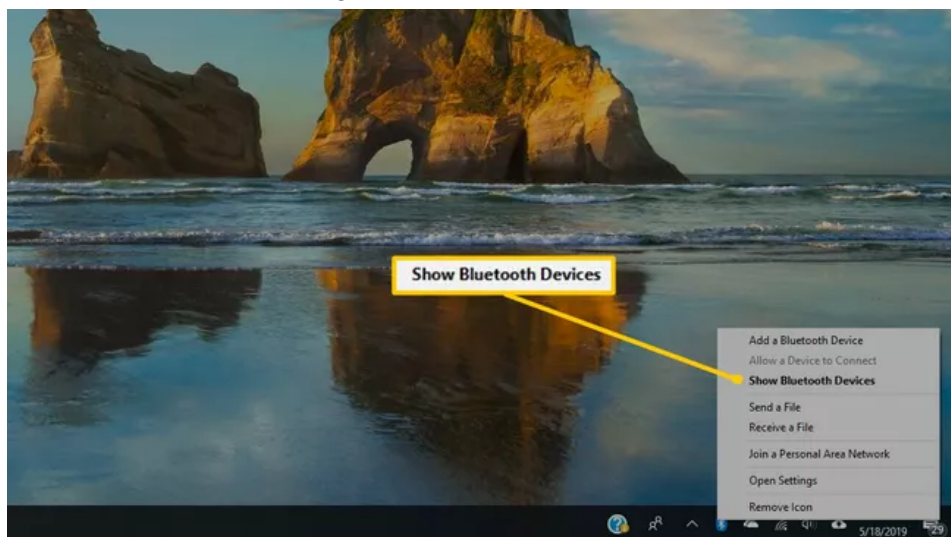 Show Bluetooth Devices
Add a Bluetooth Device
Allow a Device to Connect
Show Bluetooth Devices
Send a File
Receive a File
Join a Personal Area Network
Open Settings
Remove Icon
5/18/2019
29